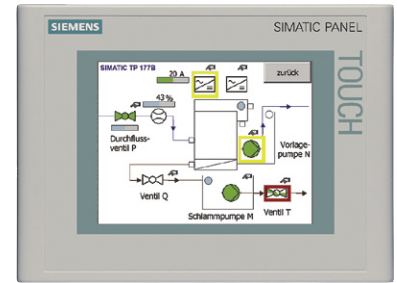 SIEMENS
SIMATIC PANEL
TOUCH
SIMATIC TP 177B
20 A
zurück
43%
Durchfluss-
ventil P
Vorlage-
pumpe N
Ventil Q
Schlammpumpe M
Ventil T